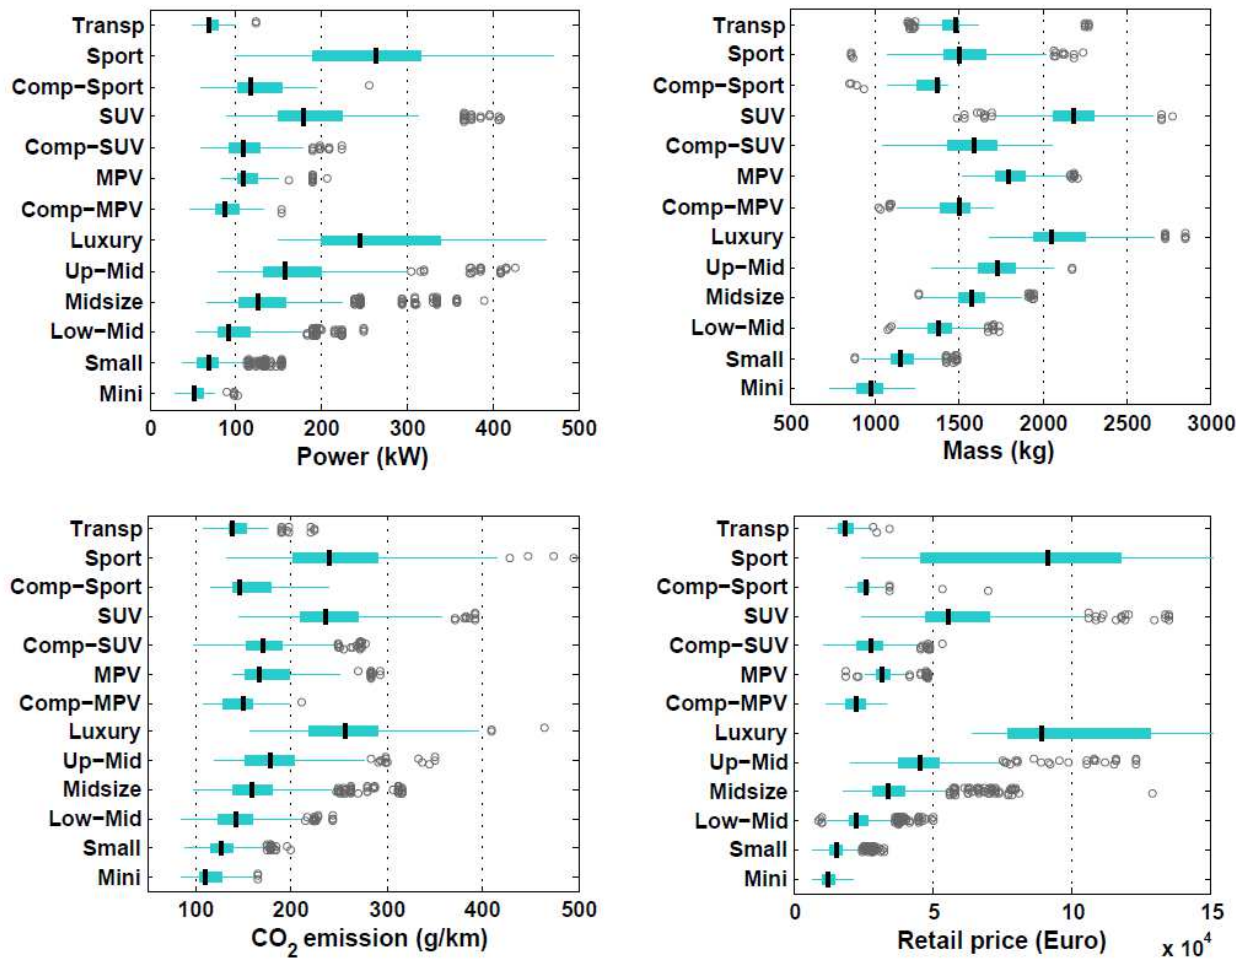 Transp
Sport
Comp-Sport
SUV
Comp-SUV
MPV
Comp-MPV
Luxury
Up-Mid
Midsize
Low-Mid
Small
Mini
0 100 200 300 400 500
Power (kW)
Transp
Sport
Comp-Sport
SUV
Comp-SUV
MPV
Comp-MPV
Luxury
Up-Mid
Midsize
Low-Mid
Small
Mini
500 1000 1500 2000 2500 3000
Mass (kg)
Transp
Sport
Comp-Sport
SUV
Comp-SUV
MPV
Comp-MPV
Luxury
Up-Mid
Midsize
Low-Mid
Small
Mini
100 200 300 400 500
CO₂ emission (g/km)
Transp
Sport
Comp-Sport
SUV
Comp-SUV
MPV
Comp-MPV
Luxury
Up-Mid
Midsize
Low-Mid
Small
Mini
0 5 10 15
Retail price (Euro) x 10⁴